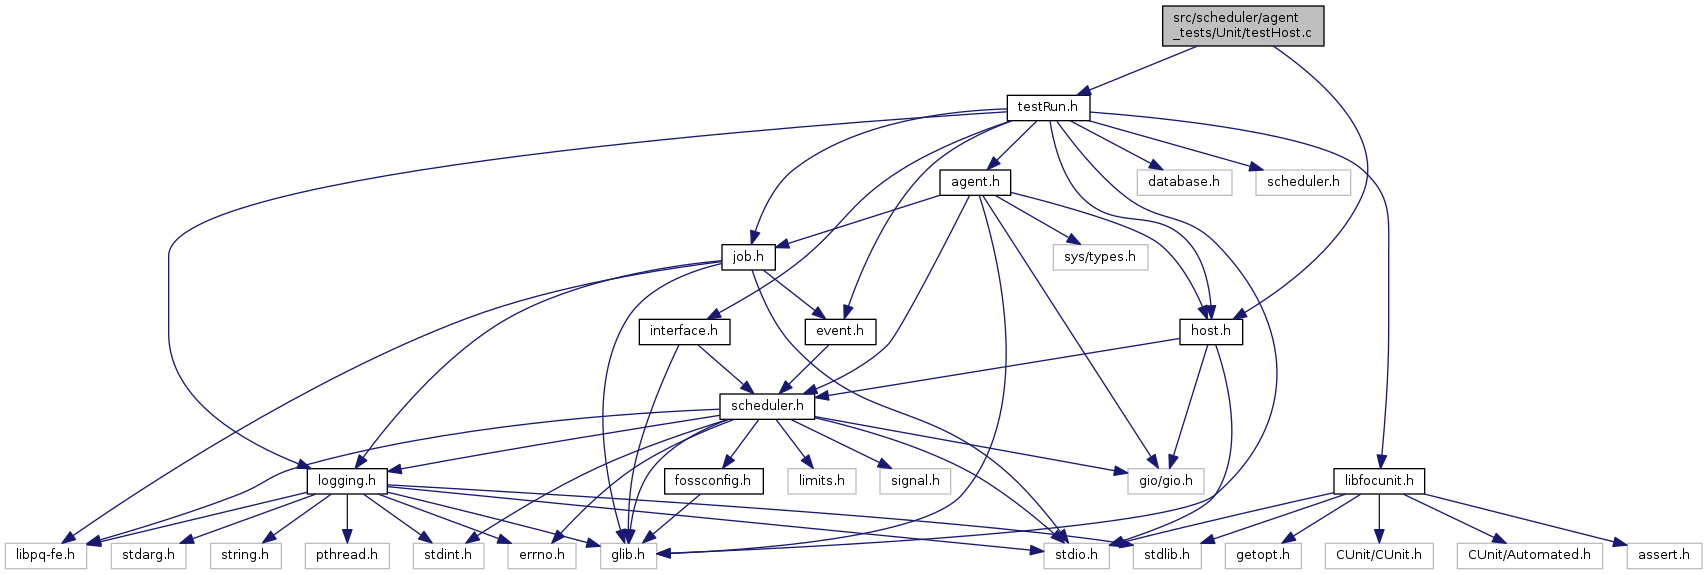 src/scheduler/agent
_tests/Unit/testHost.c
testRun.h
agent.h
database.h
scheduler.h
job.h
sys/types.h
interface.h
event.h
host.h
scheduler.h
logging.h
fossconfig.h
limits.h
signal.h
gio/gio.h
libfocunit.h
libpq-fe.h
stdarg.h
string.h
pthread.h
stdint.h
errno.h
glib.h
stdio.h
stdlib.h
getopt.h
CUnit/CUnit.h
CUnit/Automated.h
assert.h